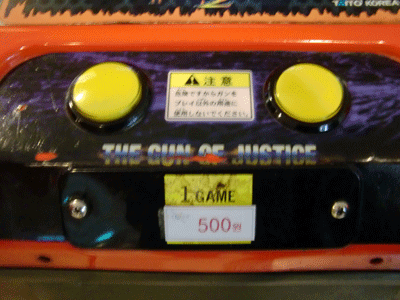 TAITO KOREA
⚠ 注意
危険ですからガンを
プレイ以外の用途に
使用しないでください。
THE GUN OF JUSTICE
1 GAME
500원